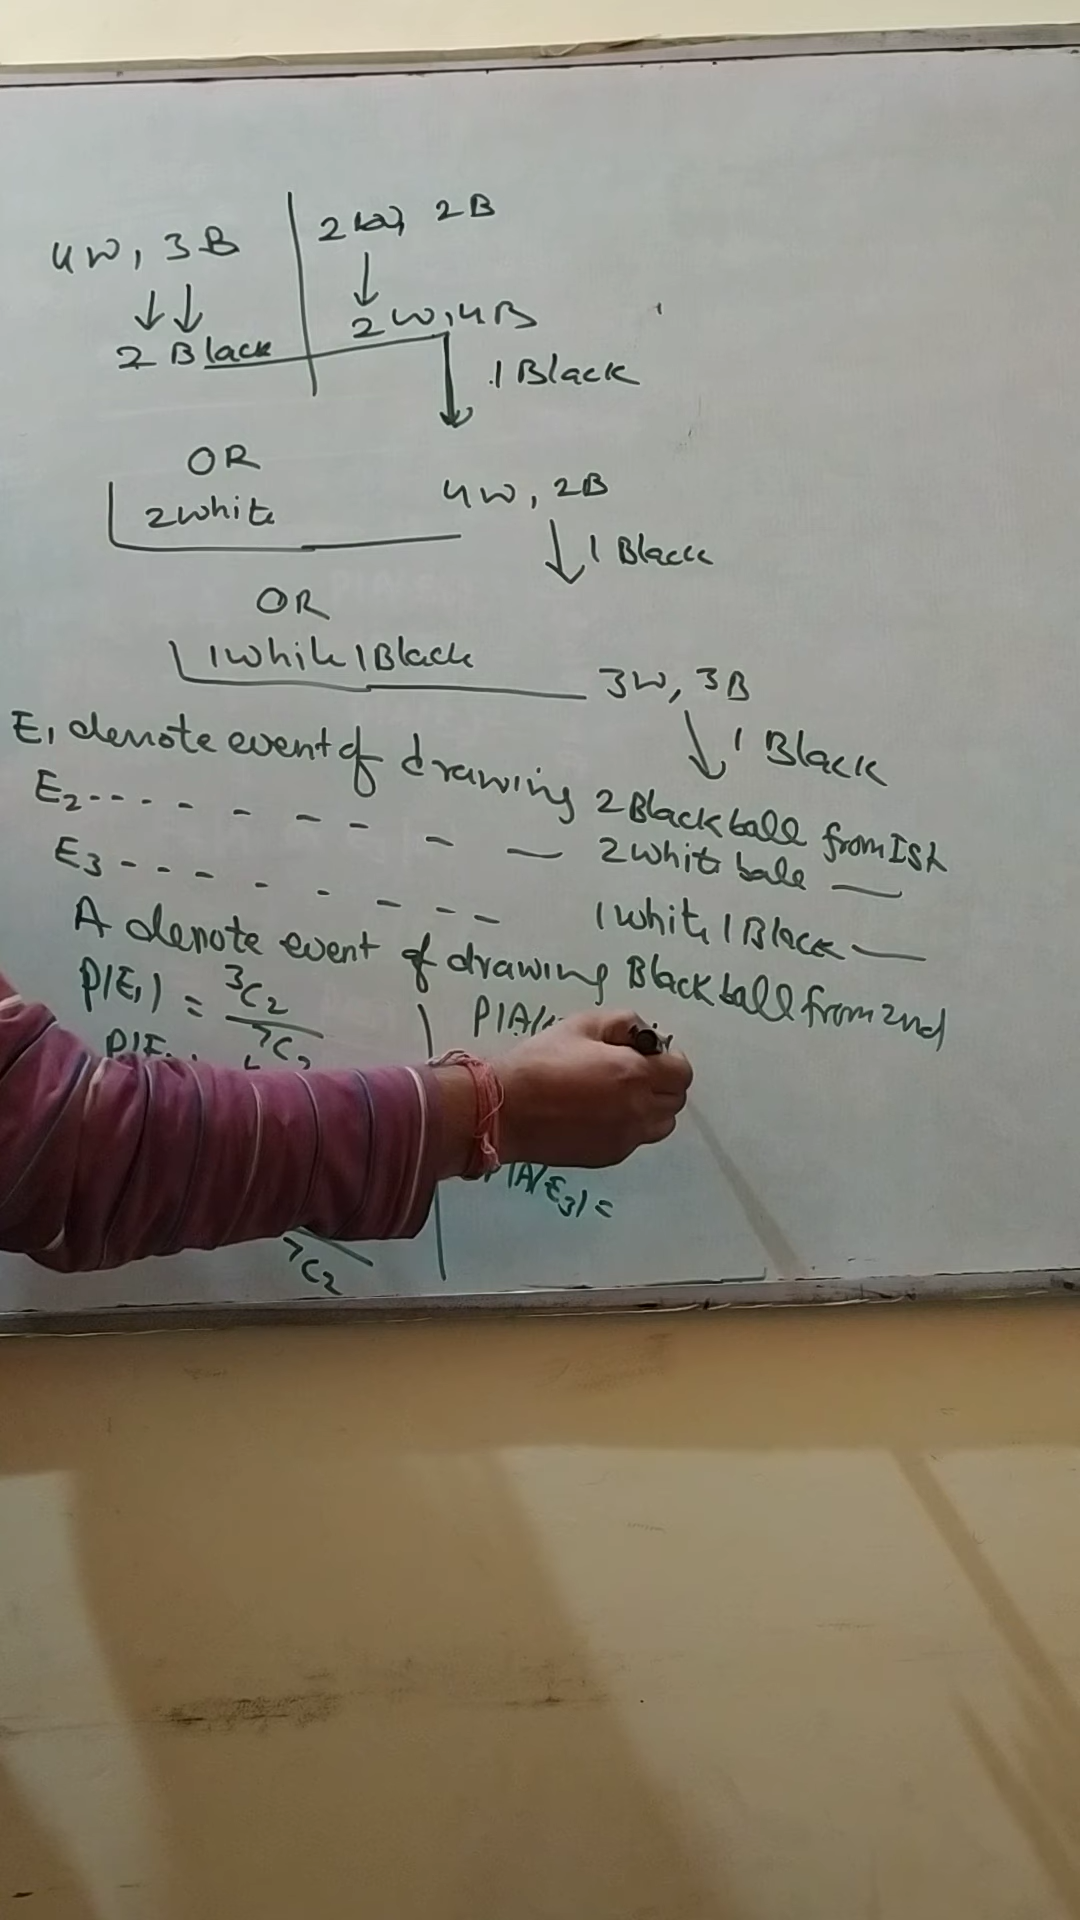 4W, 3B
2W, 2B
2 Black
2W, 4B
1 Black
OR
2 white
4W, 2B
1 Black
OR
1 white 1 Black
3W, 3B
1 Black
E₁ denote event of drawing 2 Black ball from Ist
E₂ - - - - - - - - - 2 white ball —
E₃ - - - - - - - - - 1 white 1 Black —
A denote event of drawing Black ball from 2nd
P(E₁) = ³C₂ / ⁷C₂
P(A/
P(A/E₃) =
⁷C₂